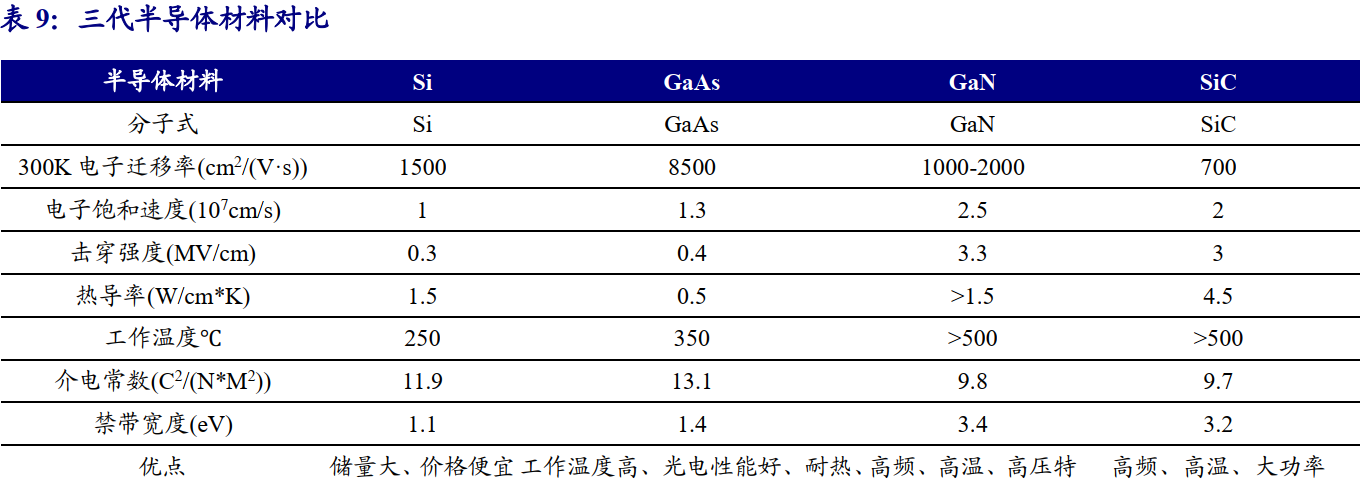 表 9：三代半导体材料对比
半导体材料 Si GaAs GaN SiC
分子式 Si GaAs GaN SiC
300K 电子迁移率(cm²/(V·s)) 1500 8500 1000-2000 700
电子饱和速度(10⁷cm/s) 1 1.3 2.5 2
击穿强度(MV/cm) 0.3 0.4 3.3 3
热导率(W/cm*K) 1.5 0.5 >1.5 4.5
工作温度℃ 250 350 >500 >500
介电常数(C²/(N*M²)) 11.9 13.1 9.8 9.7
禁带宽度(eV) 1.1 1.4 3.4 3.2
优点 储量大、价格便宜 工作温度高、光电性能好、耐热、高频、高温、高压特 高频、高温、大功率